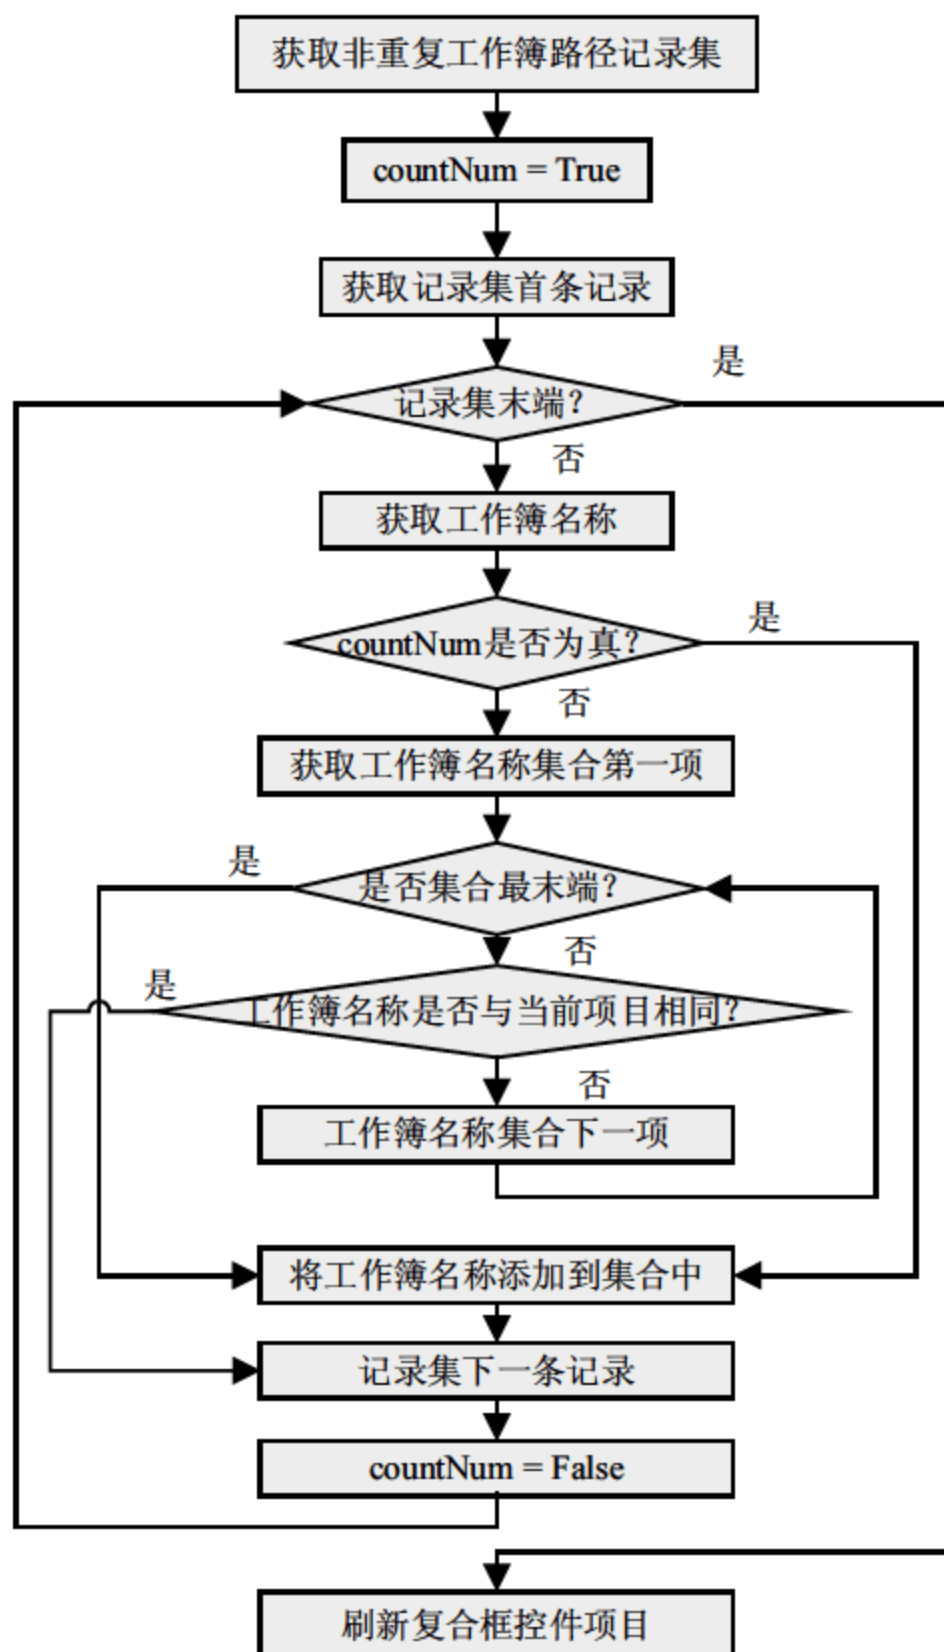 获取非重复工作簿路径记录集
countNum = True
获取记录集首条记录
是
记录集末端？
否
获取工作簿名称
是
countNum是否为真？
否
获取工作簿名称集合第一项
是
是否集合最末端？
否
是
工作簿名称是否与当前项目相同？
否
工作簿名称集合下一项
将工作簿名称添加到集合中
记录集下一条记录
countNum = False
刷新复合框控件项目